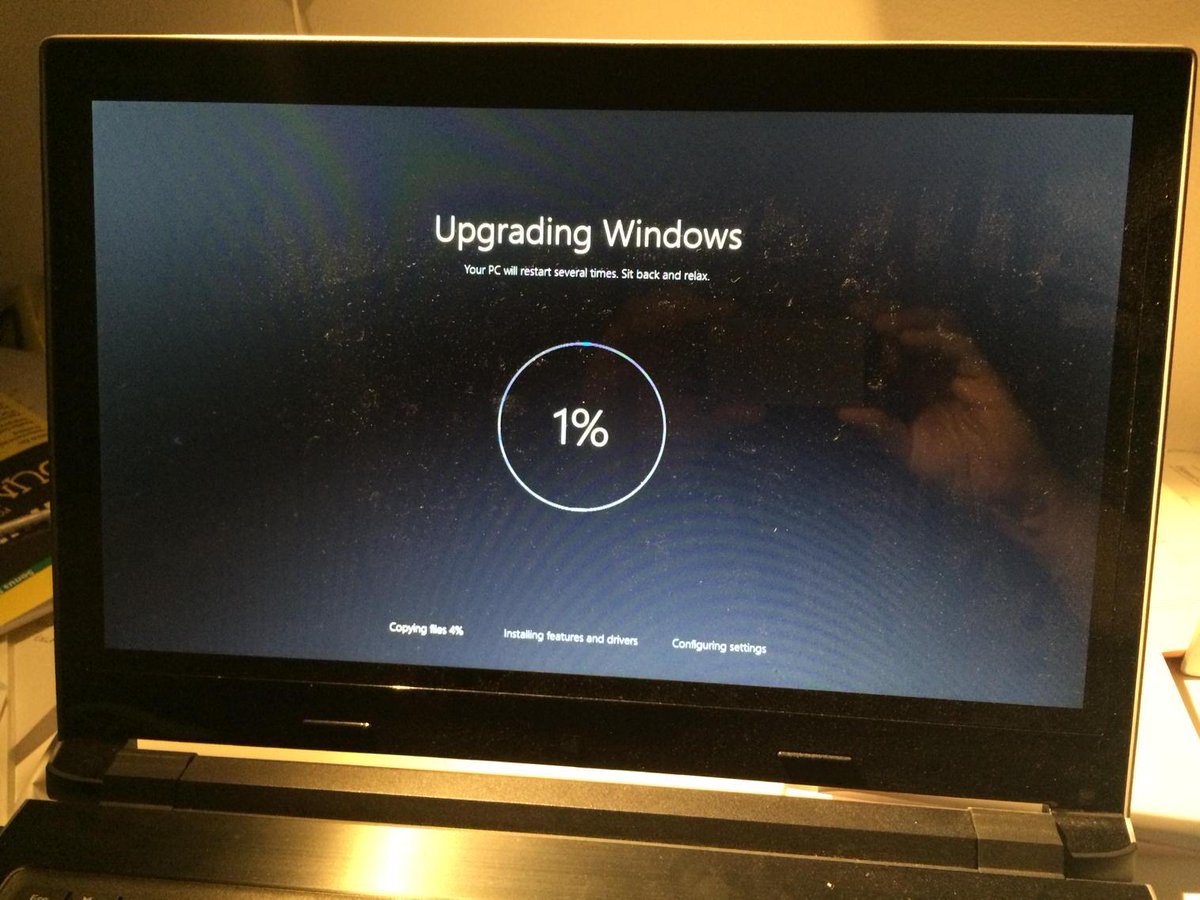 Upgrading Windows
Your PC will restart several times. Sit back and relax.
1%
Copying files 4%
Installing features and drivers
Configuring settings